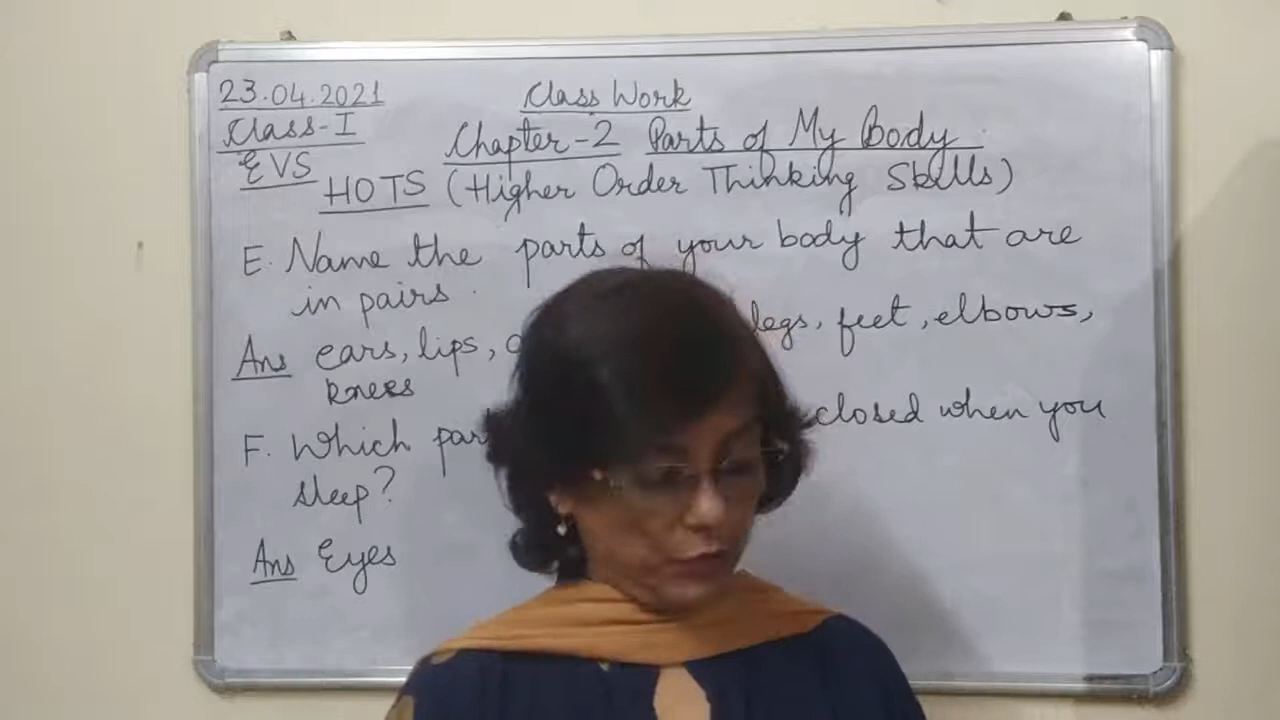 23.04.2021 Class Work
Class-I Chapter-2 Parts of My Body
EVS HOTS (Higher Order Thinking Skills)
E. Name the parts of your body that are
in pairs.
Ans ears, lips, legs, feet, elbows,
knees
F. Which closed when you
sleep?
Ans Eyes